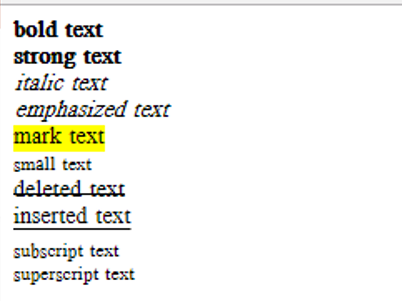 bold text
strong text
italic text
emphasized text
mark text
small text
deleted text
inserted text
subscript text
superscript text